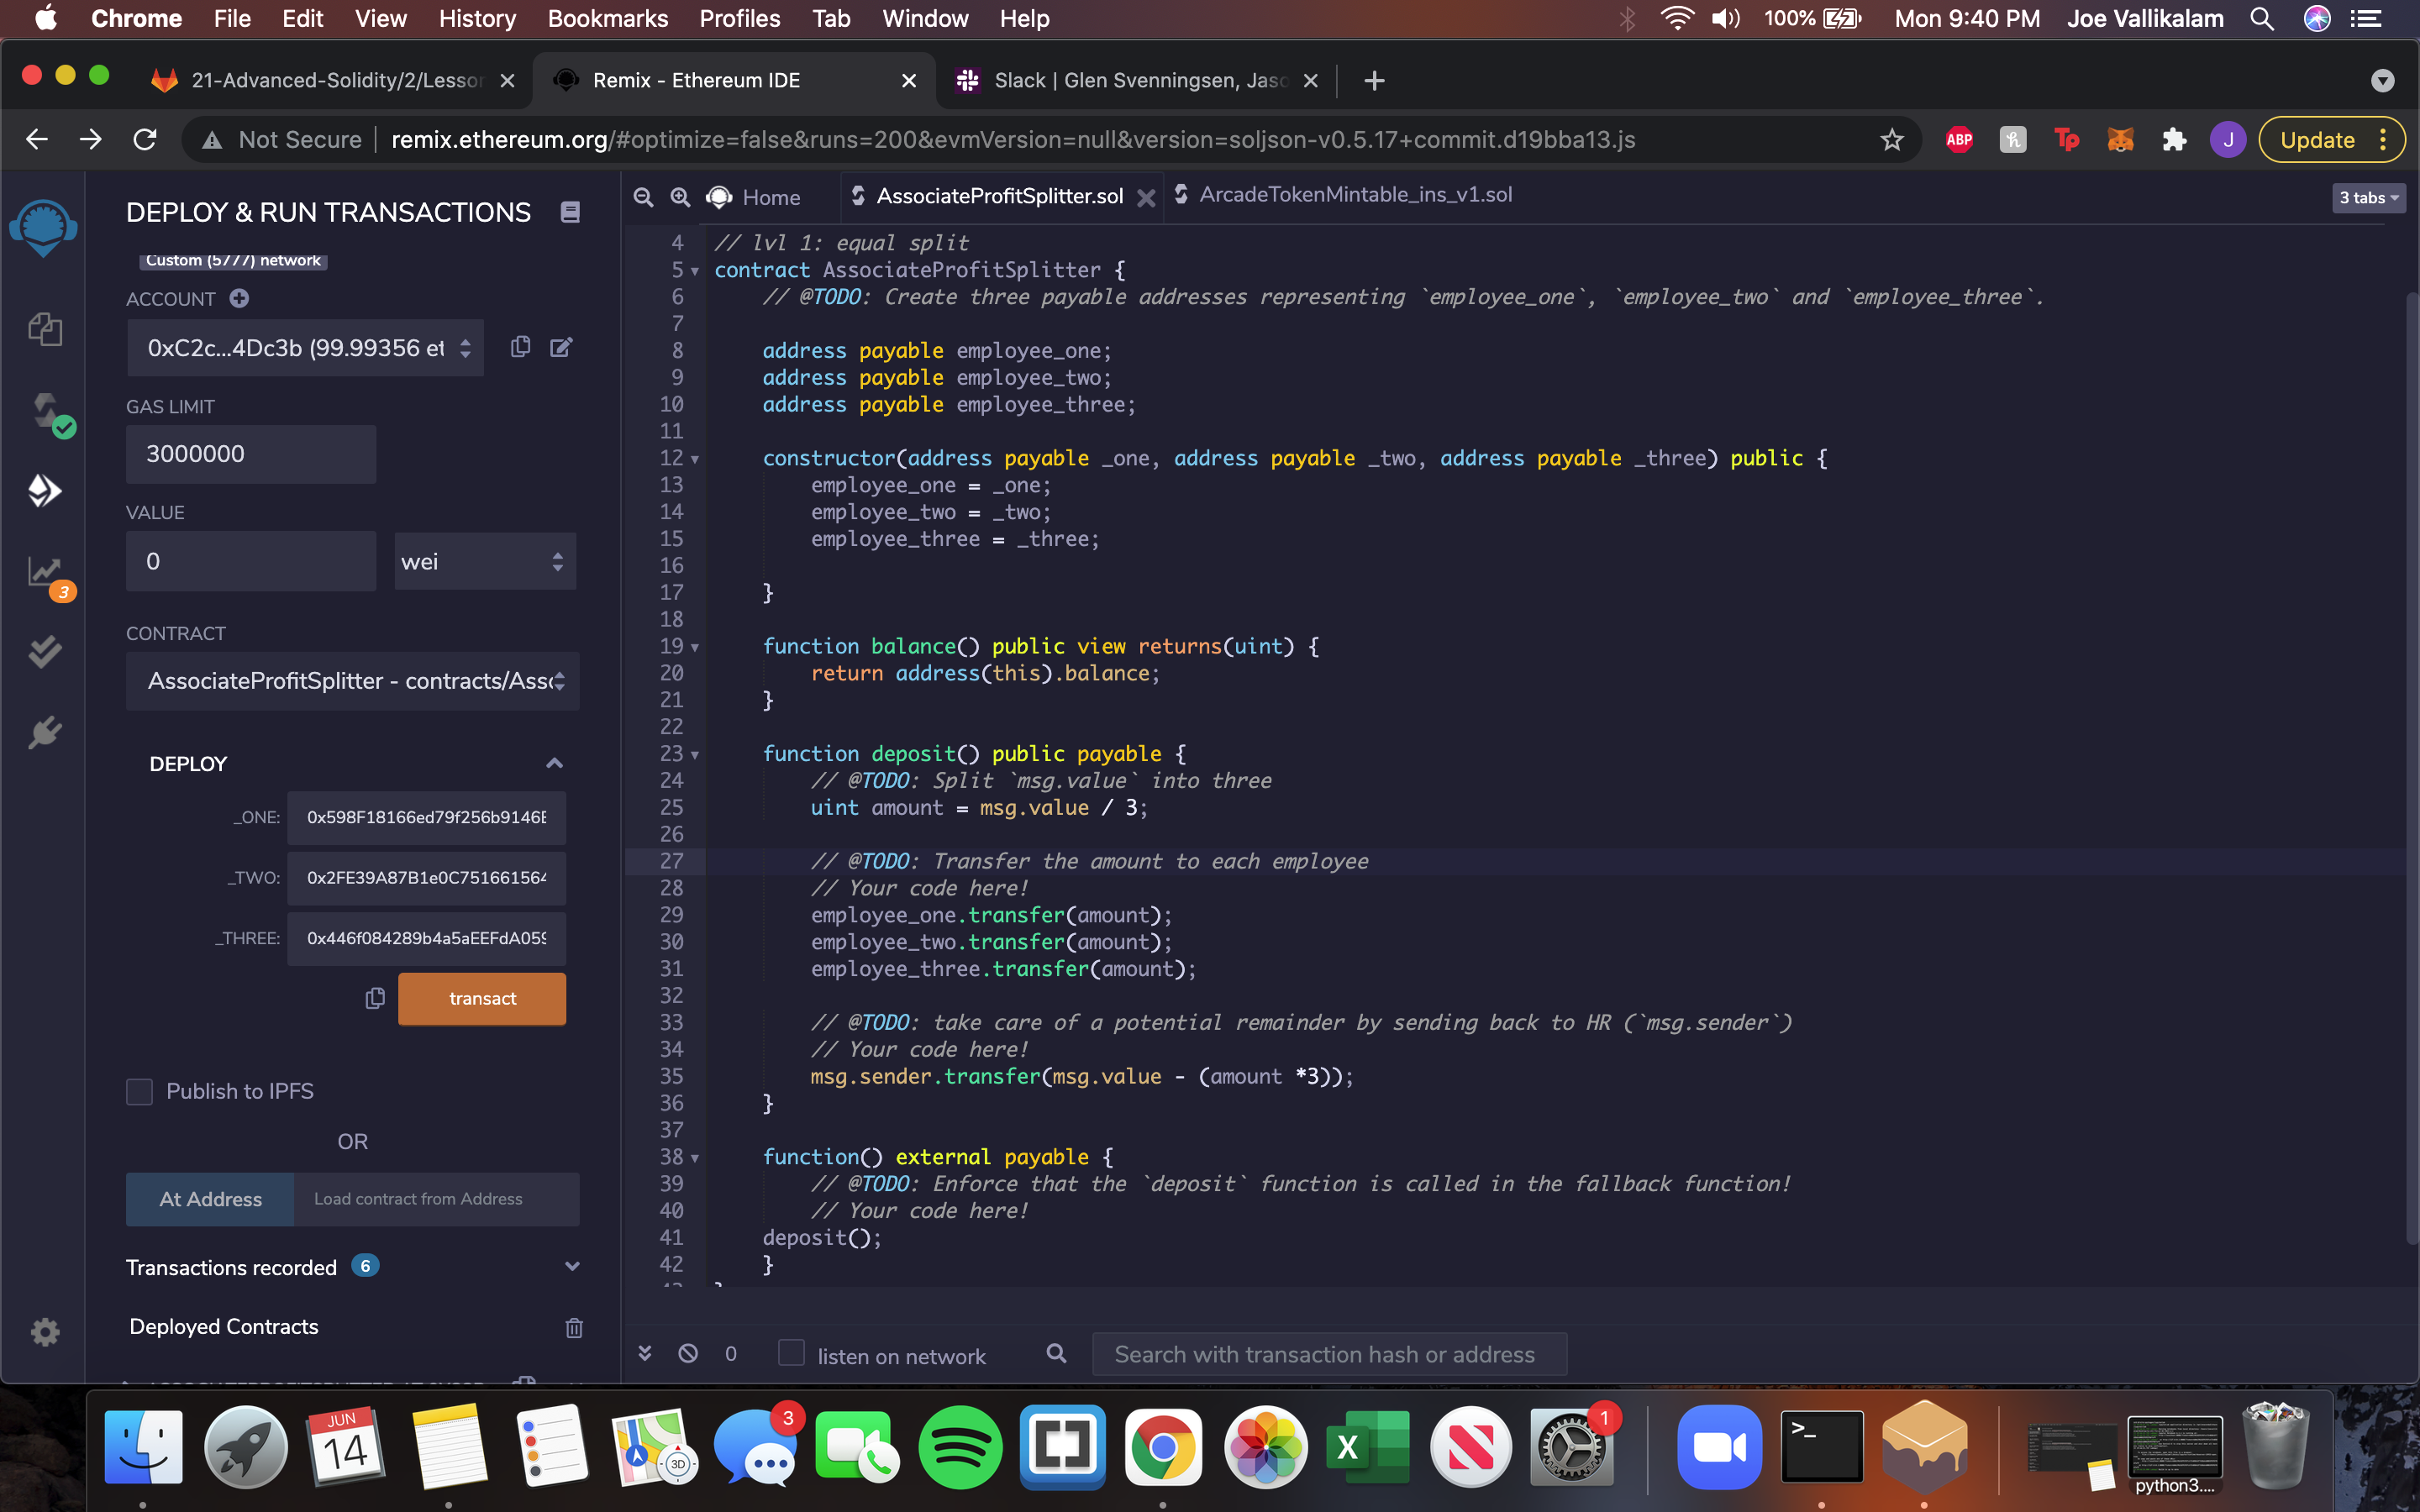 Chrome File Edit View History Bookmarks Profiles Tab Window Help 100% Mon 9:40 PM Joe Vallikalam
21-Advanced-Solidity/2/Lesson Remix - Ethereum IDE Slack | Glen Svenningsen, Jaso
Not Secure remix.ethereum.org/#optimize=false&runs=200&evmVersion=null&version=soljson-v0.5.17+commit.d19bba13.js ABP h Tp J Update
DEPLOY & RUN TRANSACTIONS
Custom (5777) network
ACCOUNT
0xC2c...4Dc3b (99.99356 et
GAS LIMIT
3000000
VALUE
0 wei
3
CONTRACT
AssociateProfitSplitter - contracts/Asso
DEPLOY
_ONE: 0x598F18166ed79f256b9146E
_TWO: 0x2FE39A87B1e0C751661564
_THREE: 0x446f084289b4a5aEEFdA059
transact
Publish to IPFS
OR
At Address Load contract from Address
Transactions recorded 6
Deployed Contracts
Home AssociateProfitSplitter.sol ArcadeTokenMintable_ins_v1.sol 3 tabs
4 // lvl 1: equal split
5 contract AssociateProfitSplitter {
6 // @TODO: Create three payable addresses representing `employee_one`, `employee_two` and `employee_three`.
7
8 address payable employee_one;
9 address payable employee_two;
10 address payable employee_three;
11
12 constructor(address payable _one, address payable _two, address payable _three) public {
13 employee_one = _one;
14 employee_two = _two;
15 employee_three = _three;
16
17 }
18
19 function balance() public view returns(uint) {
20 return address(this).balance;
21 }
22
23 function deposit() public payable {
24 // @TODO: Split `msg.value` into three
25 uint amount = msg.value / 3;
26
27 // @TODO: Transfer the amount to each employee
28 // Your code here!
29 employee_one.transfer(amount);
30 employee_two.transfer(amount);
31 employee_three.transfer(amount);
32
33 // @TODO: take care of a potential remainder by sending back to HR (`msg.sender`)
34 // Your code here!
35 msg.sender.transfer(msg.value - (amount *3));
36 }
37
38 function() external payable {
39 // @TODO: Enforce that the `deposit` function is called in the fallback function!
40 // Your code here!
41 deposit();
42 }
0 listen on network Search with transaction hash or address
JUN
14
3D
3
X
1
>_
python3....